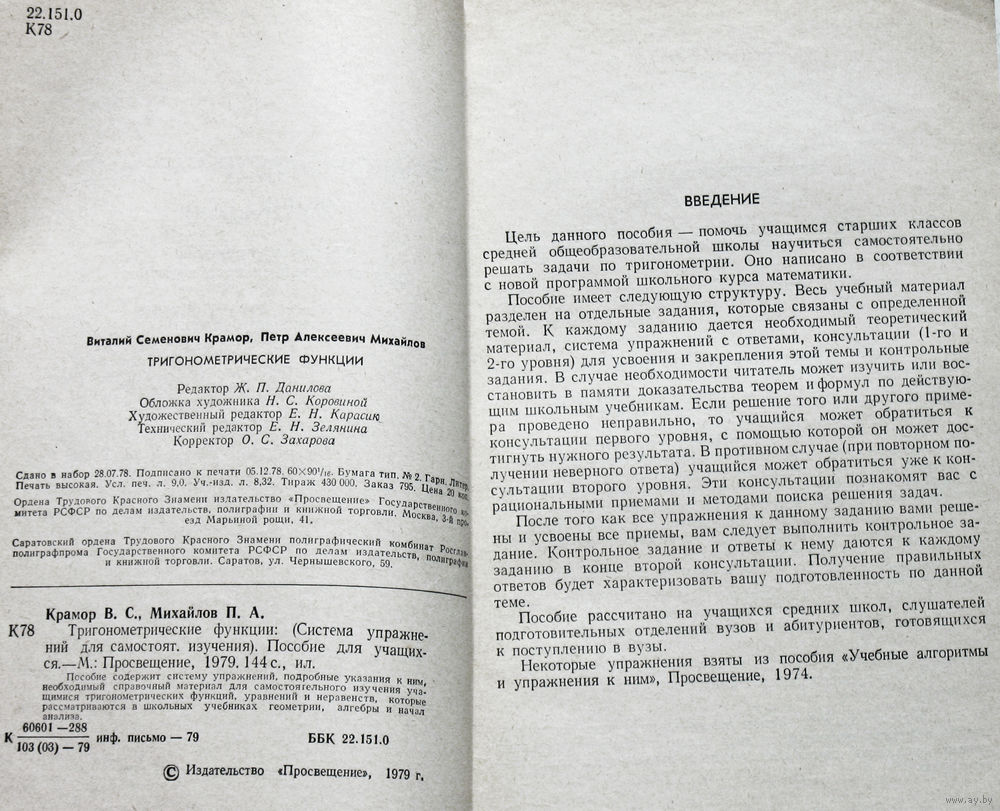 22.151.0
К78
Виталий Семенович Крамор, Петр Алексеевич Михайлов
ТРИГОНОМЕТРИЧЕСКИЕ ФУНКЦИИ
Редактор Ж. П. Данилова
Обложка художника Н. С. Коровиной
Художественный редактор Е. Н. Карасик
Технический редактор Е. Н. Зелянина
Корректор О. С. Захарова
Сдано в набор 28.07.78. Подписано к печати 05.12.78. 60×90¹/₁₆. Бумага тип. № 2. Гарн. Литер.
Печать высокая. Усл. печ. л. 9,0. Уч.-изд. л. 8,32. Тираж 430 000. Заказ 795. Цена 20 коп.
Ордена Трудового Красного Знамени издательство «Просвещение» Государственного ко-
митета РСФСР по делам издательств, полиграфии и книжной торговли. Москва, 3-й про-
езд Марьиной рощи, 41.
Саратовский ордена Трудового Красного Знамени полиграфический комбинат Росглав-
полиграфпрома Государственного комитета РСФСР по делам издательств, полиграфии
и книжной торговли. Саратов, ул. Чернышевского, 59.
Крамор В. С., Михайлов П. А.
К78 Тригонометрические функции: (Система упражне-
ний для самостоят. изучения). Пособие для учащих-
ся.—М.: Просвещение, 1979. 144 с., ил.
Пособие содержит систему упражнений, подробные указания к ним,
необходимый справочный материал для самостоятельного изучения уча-
щимися тригонометрических функций, уравнений и неравенств, которые
рассматриваются в школьных учебниках геометрии, алгебры и начал
анализа.
К 60601—288
103 (03)—79 инф. письмо — 79 ББК 22.151.0
© Издательство «Просвещение», 1979 г.
ВВЕДЕНИЕ
Цель данного пособия — помочь учащимся старших классов
средней общеобразовательной школы научиться самостоятельно
решать задачи по тригонометрии. Оно написано в соответствии
с новой программой школьного курса математики.
Пособие имеет следующую структуру. Весь учебный материал
разделен на отдельные задания, которые связаны с определенной
темой. К каждому заданию дается необходимый теоретический
материал, система упражнений с ответами, консультации (1-го и
2-го уровня) для усвоения и закрепления этой темы и контрольные
задания. В случае необходимости читатель может изучить или вос-
становить в памяти доказательства теорем и формул по действую-
щим школьным учебникам. Если решение того или другого приме-
ра проведено неправильно, то учащийся может обратиться к
консультации первого уровня, с помощью которой он может дос-
тигнуть нужного результата. В противном случае (при повторном по-
лучении неверного ответа) учащийся может обратиться уже к кон-
сультации второго уровня. Эти консультации познакомят вас с
рациональными приемами и методами поиска решения задач.
После того как все упражнения к данному заданию вами реше-
ны и усвоены все приемы, вам следует выполнить контрольное за-
дание. Контрольное задание и ответы к нему даются к каждому
заданию в конце второй консультации. Получение правильных
ответов будет характеризовать вашу подготовленность по данной
теме.
Пособие рассчитано на учащихся средних школ, слушателей
подготовительных отделений вузов и абитуриентов, готовящихся
к поступлению в вузы.
Некоторые упражнения взяты из пособия «Учебные алгоритмы
и упражнения к ним», Просвещение, 1974.
www.ay.by